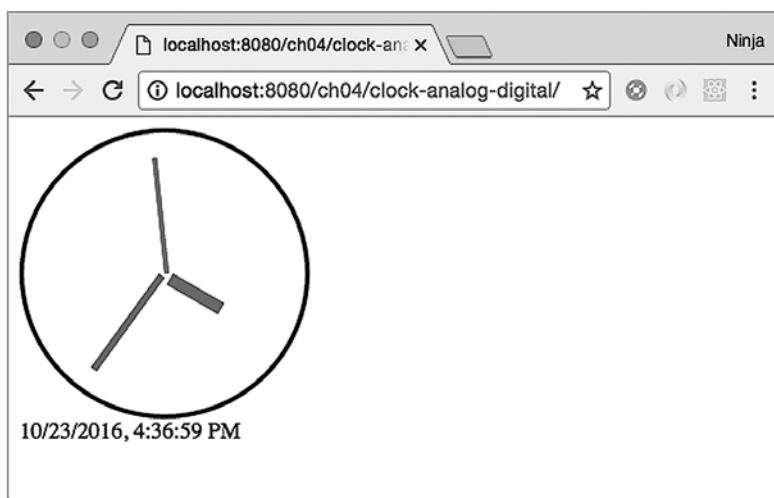 localhost:8080/ch04/clock-ana
Ninja
localhost:8080/ch04/clock-analog-digital/
10/23/2016, 4:36:59 PM